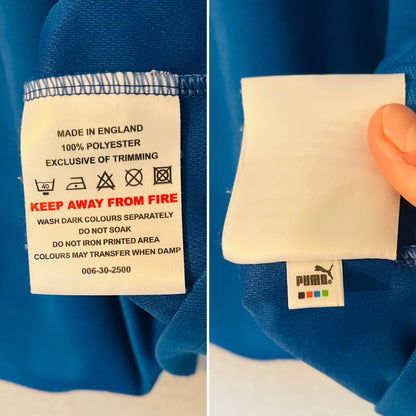 MADE IN ENGLAND
100% POLYESTER
EXCLUSIVE OF TRIMMING
40
KEEP AWAY FROM FIRE
WASH DARK COLOURS SEPARATELY
DO NOT SOAK
DO NOT IRON PRINTED AREA
COLOURS MAY TRANSFER WHEN DAMP
006-30-2500
PUMA